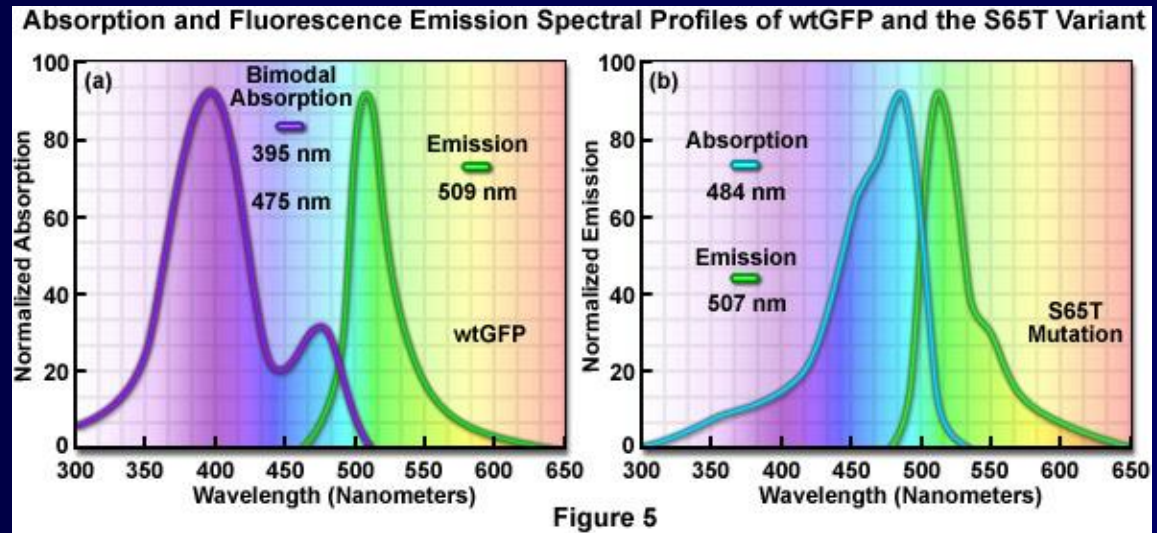 Absorption and Fluorescence Emission Spectral Profiles of wtGFP and the S65T Variant
Normalized Absorption
100
80
60
40
20
0
(a)
Bimodal
Absorption
395 nm
475 nm
Emission
509 nm
wtGFP
300 350 400 450 500 550 600 650
Wavelength (Nanometers)
Normalized Emission
100
80
60
40
20
0
(b)
Absorption
484 nm
Emission
507 nm
S65T
Mutation
300 350 400 450 500 550 600 650
Wavelength (Nanometers)
Figure 5